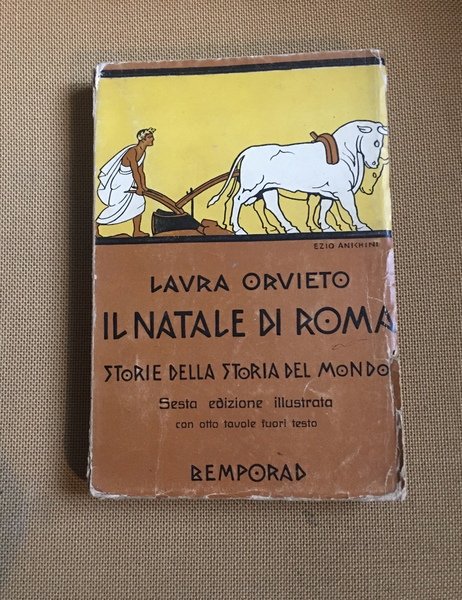 EZIO ANICHINI
LAVRA ORVIETO
IL NATALE DI ROMA
STORIE DELLA STORIA DEL MONDO
Sesta edizione illustrata
con otto tavole fuori testo
BEMPORAD